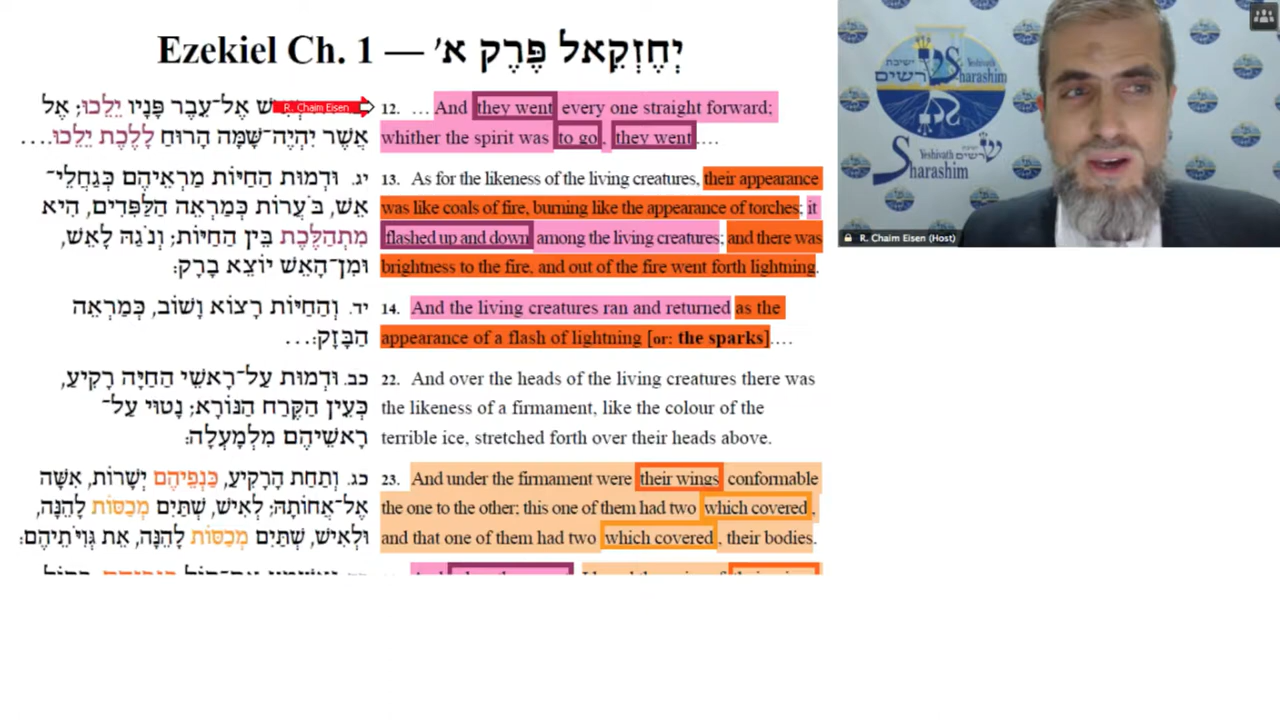 Ezekiel Ch. 1 — יְחֶזְקֵאל פֶּרֶק א׳
אֶל־עֵבֶר פָּנָיו יֵלֵכוּ; אֶל
אֲשֶׁר יִהְיֶה־שָּׁמָּה הָרוּחַ לָלֶכֶת יֵלֵכוּ....
R. Chaim Eisen
12. … And they went every one straight forward;
whither the spirit was to go, they went….
יג. וּדְמוּת הַחַיּוֹת מַרְאֵיהֶם כְּגַחֲלֵי־
אֵשׁ, בֹּעֲרוֹת כְּמַרְאֵה הַלַּפִּדִים, הִיא
מִתְהַלֶּכֶת בֵּין הַחַיּוֹת; וְנֹגַהּ לָאֵשׁ,
וּמִן־הָאֵשׁ יוֹצֵא בָרָק:
13. As for the likeness of the living creatures, their appearance
was like coals of fire, burning like the appearance of torches; it
flashed up and down among the living creatures; and there was
brightness to the fire, and out of the fire went forth lightning.
יד. וְהַחַיּוֹת רָצוֹא וָשׁוֹב, כְּמַרְאֵה
הַבָּזָק:…
14. And the living creatures ran and returned as the
appearance of a flash of lightning [or: the sparks]….
כב. וּדְמוּת עַל־רָאשֵׁי הַחַיָּה רָקִיעַ,
כְּעֵין הַקֶּרַח הַנּוֹרָא; נָטוּי עַל־
רָאשֵׁיהֶם מִלְמָעְלָה:
22. And over the heads of the living creatures there was
the likeness of a firmament, like the colour of the
terrible ice, stretched forth over their heads above.
כג. וְתַחַת הָרָקִיעַ, כַּנְפֵיהֶם יְשָׁרוֹת, אִשָּׁה
אֶל־אֲחוֹתָהּ; לְאִישׁ, שְׁתַּיִם מְכַסּוֹת לָהֵנָּה,
וּלְאִישׁ, שְׁתַּיִם מְכַסּוֹת לָהֵנָּה, אֵת גְּוִיֹּתֵיהֶם:
23. And under the firmament were their wings conformable
the one to the other; this one of them had two which covered,
and that one of them had two which covered, their bodies.
ישיבת
שרשים
Sharashim
Yeshivath
שרשים
Sharashim
R. Chaim Eisen (Host)